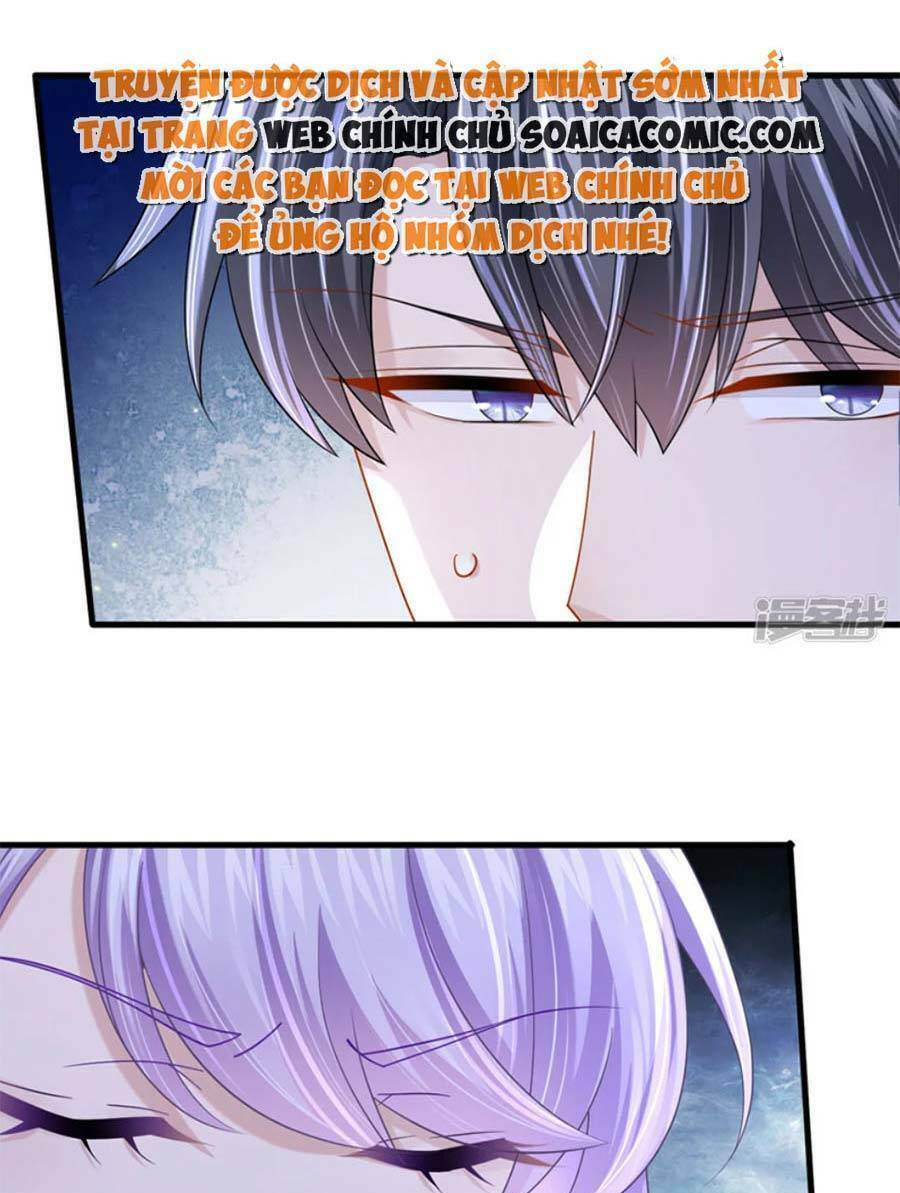 TRUYỆN ĐƯỢC DỊCH VÀ CẬP NHẬT SỚM NHẤT
TẠI TRANG WEB CHÍNH CHỦ SOAICACOMIC.COM
MỜI CÁC BẠN ĐỌC TẠI WEB CHÍNH CHỦ
ĐỂ ỦNG HỘ NHÓM DỊCH NHÉ!
漫客栈